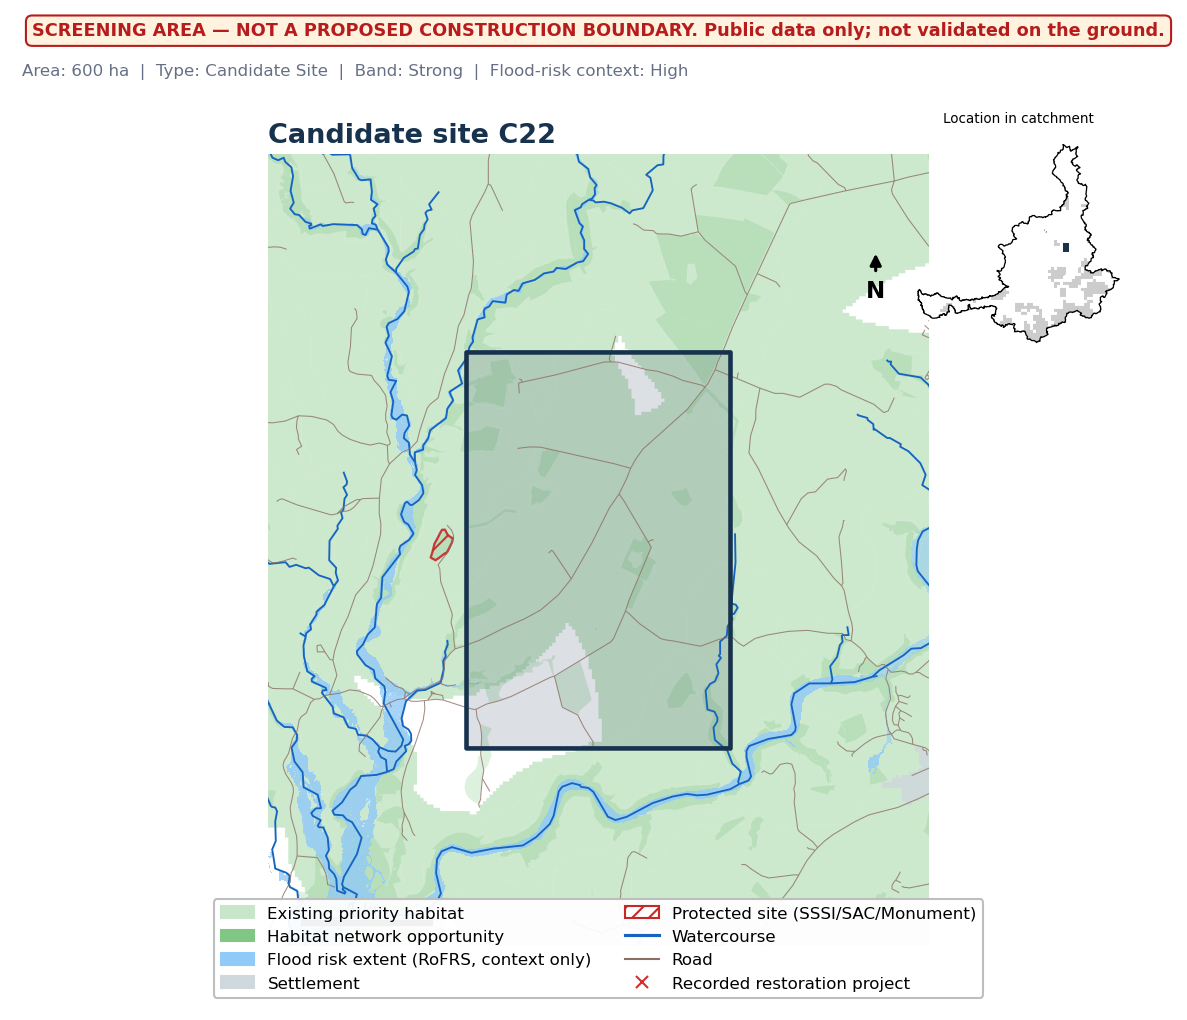 SCREENING AREA — NOT A PROPOSED CONSTRUCTION BOUNDARY. Public data only; not validated on the ground.
Area: 600 ha | Type: Candidate Site | Band: Strong | Flood-risk context: High
Location in catchment
Candidate site C22
N
Existing priority habitat
Habitat network opportunity
Flood risk extent (RoFRS, context only)
Settlement
Protected site (SSSI/SAC/Monument)
Watercourse
Road
Recorded restoration project